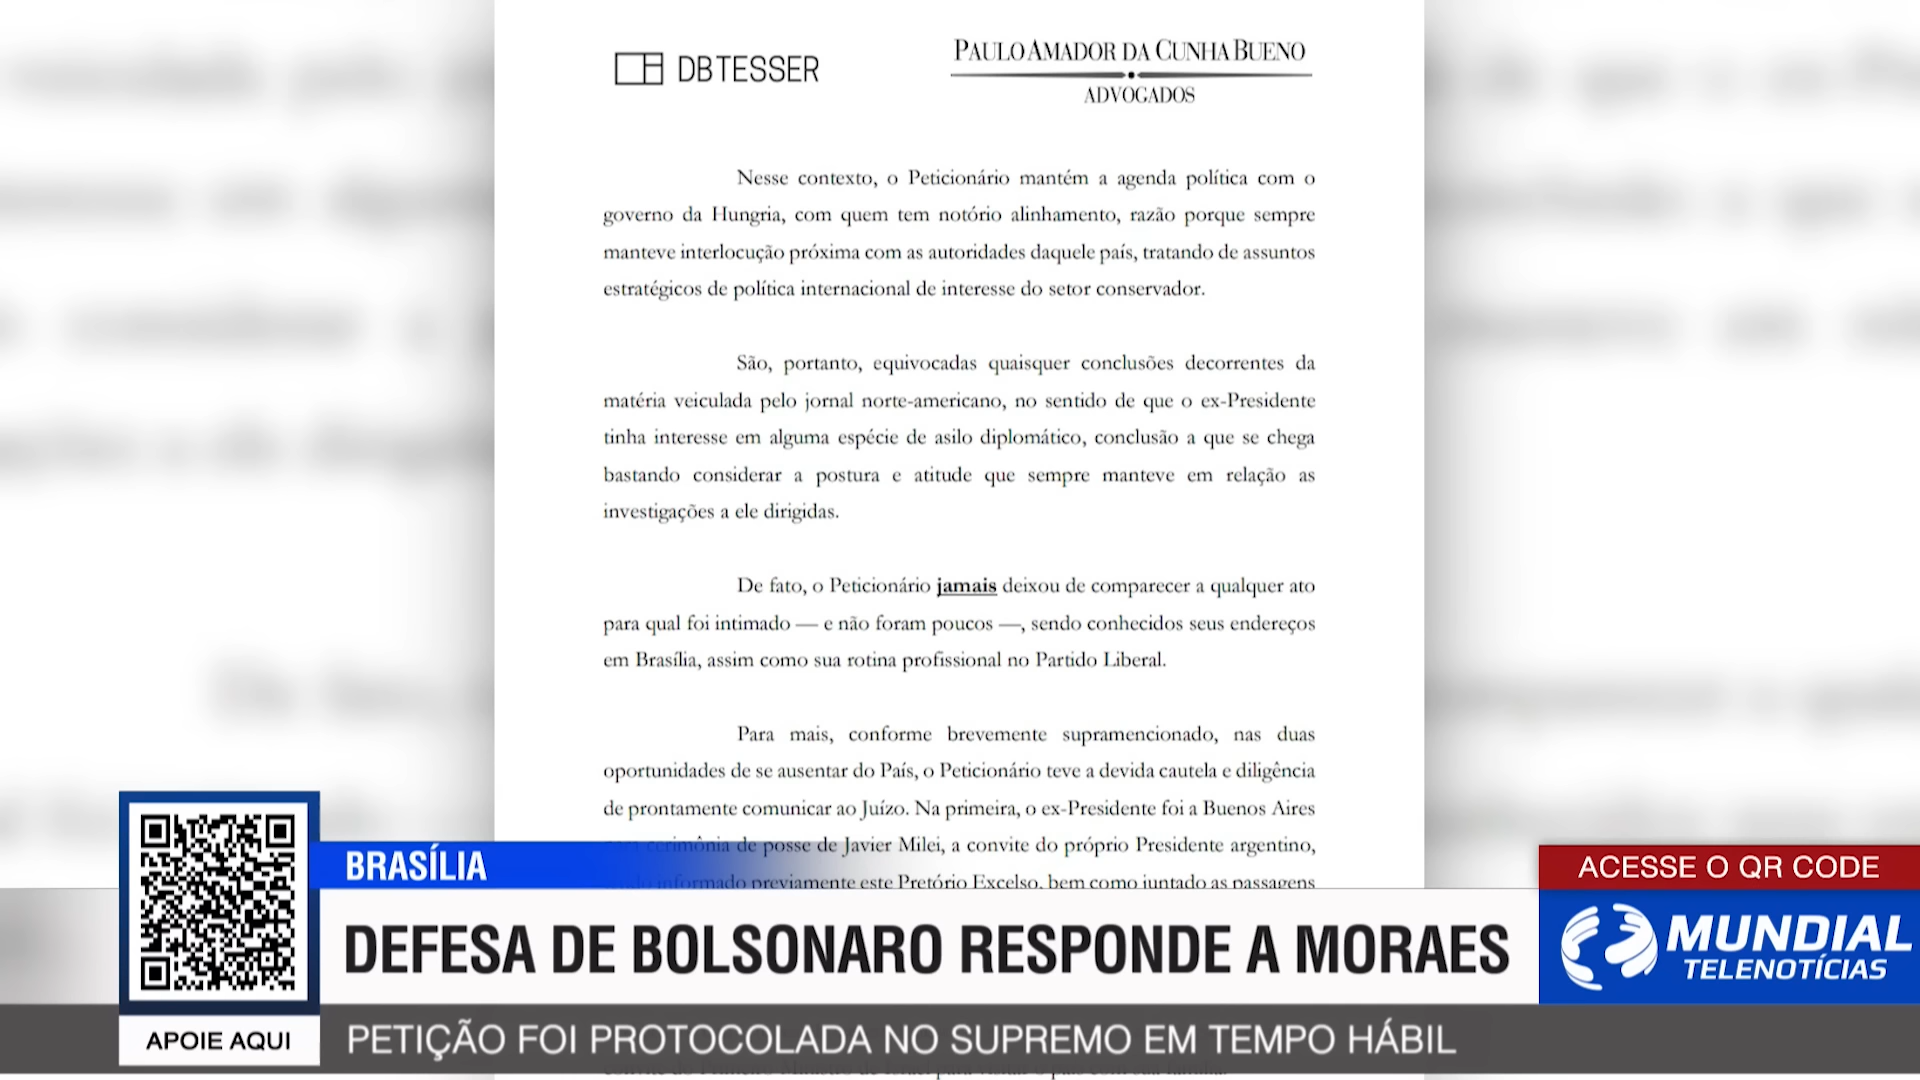 DBTESSER
PAULO AMADOR DA CUNHA BUENO
ADVOGADOS
Nesse contexto, o Peticionário mantém a agenda política com o
governo da Hungria, com quem tem notório alinhamento, razão porque sempre
manteve interlocução próxima com as autoridades daquele país, tratando de assuntos
estratégicos de política internacional de interesse do setor conservador.
São, portanto, equivocadas quaisquer conclusões decorrentes da
matéria veiculada pelo jornal norte-americano, no sentido de que o ex-Presidente
tinha interesse em alguma espécie de asilo diplomático, conclusão a que se chega
bastando considerar a postura e atitude que sempre manteve em relação as
investigações a ele dirigidas.
De fato, o Peticionário jamais deixou de comparecer a qualquer ato
para qual foi intimado — e não foram poucos —, sendo conhecidos seus endereços
em Brasília, assim como sua rotina profissional no Partido Liberal.
Para mais, conforme brevemente supramencionado, nas duas
oportunidades de se ausentar do País, o Peticionário teve a devida cautela e diligência
de prontamente comunicar ao Juízo. Na primeira, o ex-Presidente foi a Buenos Aires
cerimônia de posse de Javier Milei, a convite do próprio Presidente argentino,
informado previamente este Pretório Excelso, bem como juntado as passagens
BRASÍLIA
DEFESA DE BOLSONARO RESPONDE A MORAES
PETIÇÃO FOI PROTOCOLADA NO SUPREMO EM TEMPO HÁBIL
APOIE AQUI
ACESSE O QR CODE
MUNDIAL
TELENOTÍCIAS